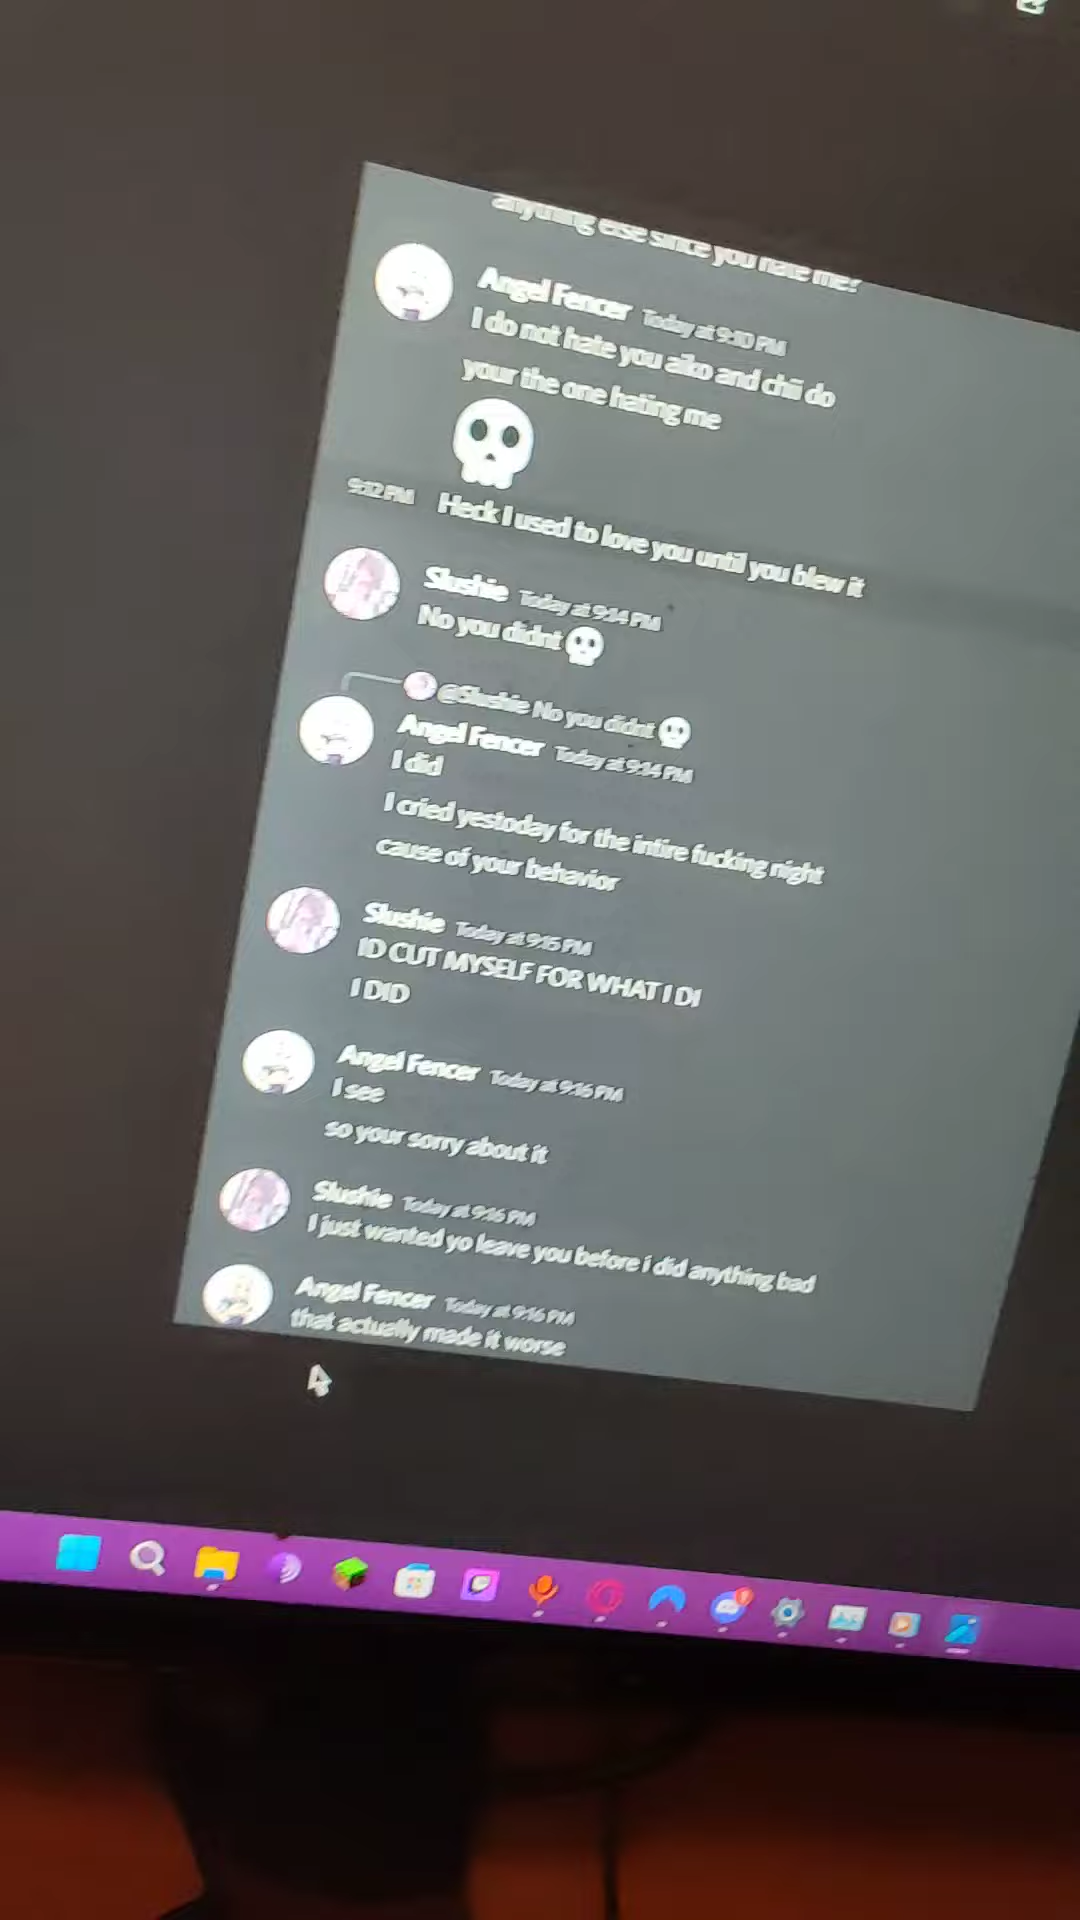 anything else since you hate me?
Angel Fencer Today at 9:10 PM
I do not hate you aiko and chii do
your the one hating me
9:12 PM Heck I used to love you until you blew it
Slushie Today at 9:14 PM
No you didnt
@Slushie No you didnt
Angel Fencer Today at 9:14 PM
I did
I cried yestoday for the intire fucking night
cause of your behavior
Slushie Today at 9:15 PM
ID CUT MYSELF FOR WHAT I DI
I DID
Angel Fencer Today at 9:16 PM
I see
so your sorry about it
Slushie Today at 9:16 PM
I just wanted yo leave you before i did anything bad
Angel Fencer Today at 9:16 PM
that actually made it worse